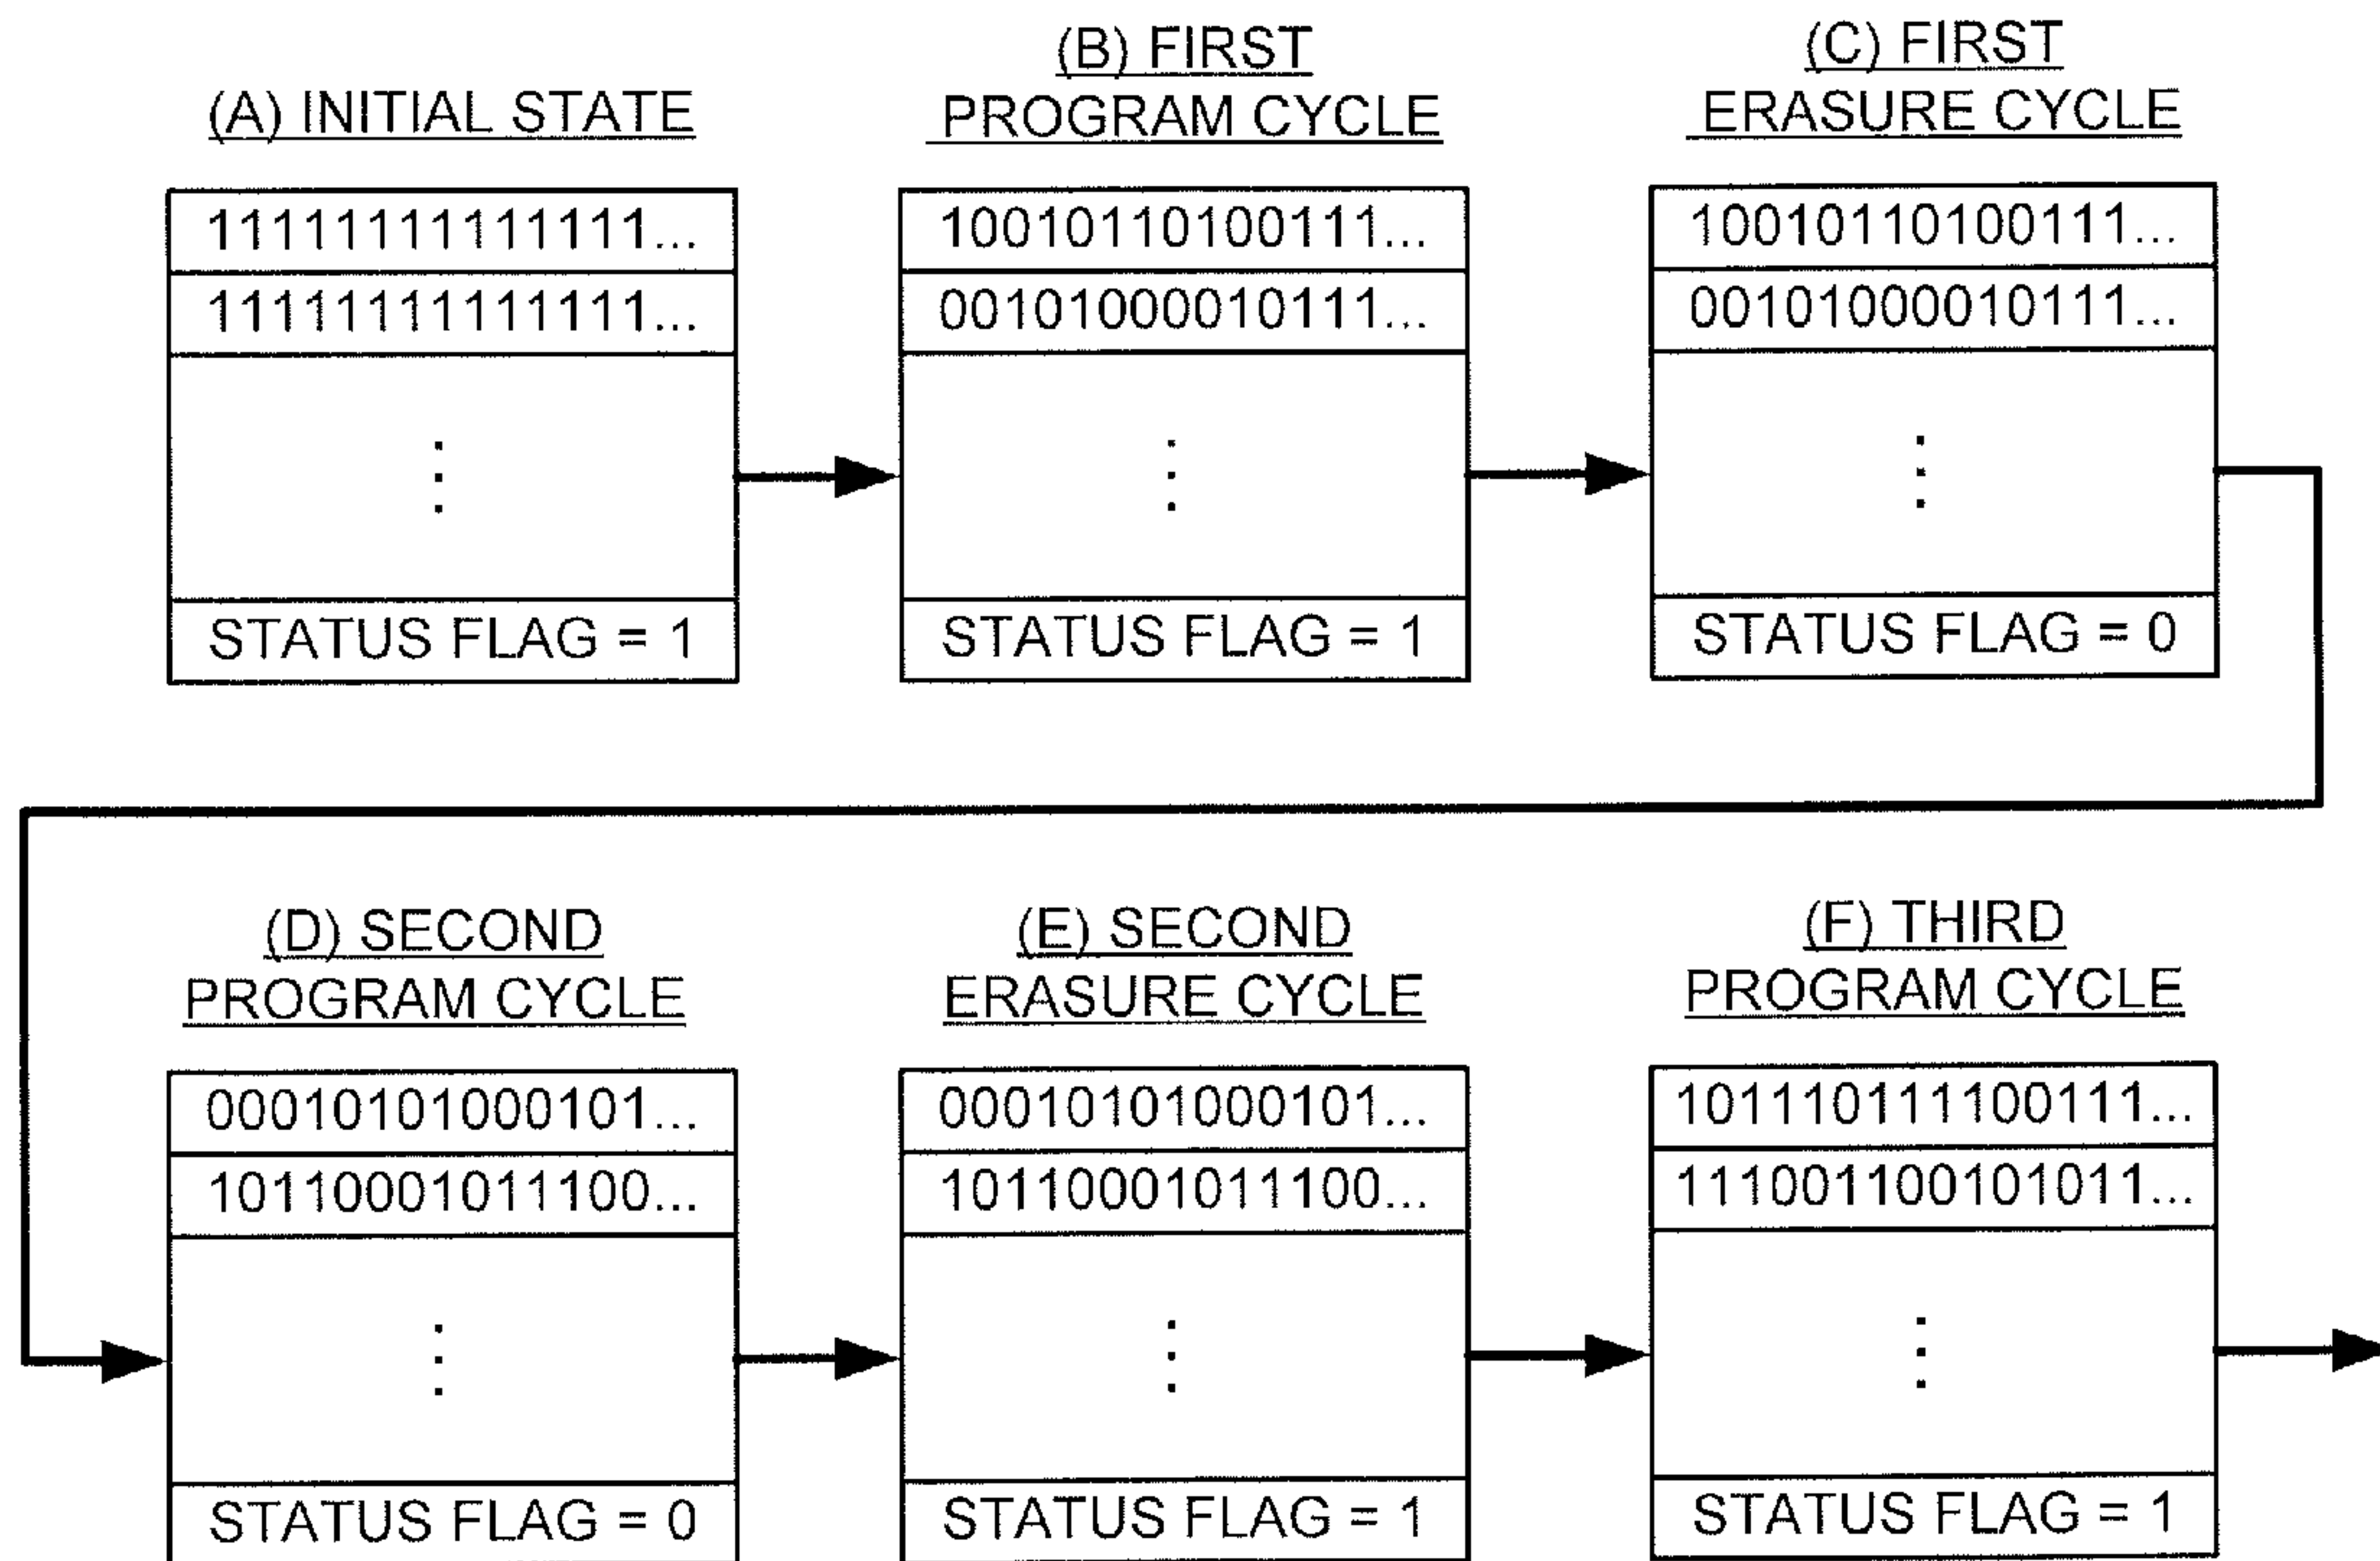 (A) INITIAL STATE
11111111111111...
11111111111111...
STATUS FLAG = 1
(B) FIRST
PROGRAM CYCLE
10010110100111...
00101000010111...
STATUS FLAG = 1
(C) FIRST
ERASURE CYCLE
10010110100111...
00101000010111...
STATUS FLAG = 0
(D) SECOND
PROGRAM CYCLE
00010101000101...
10110001011100...
STATUS FLAG = 0
(E) SECOND
ERASURE CYCLE
00010101000101...
10110001011100...
STATUS FLAG = 1
(F) THIRD
PROGRAM CYCLE
101110111100111...
111001100101011...
STATUS FLAG = 1